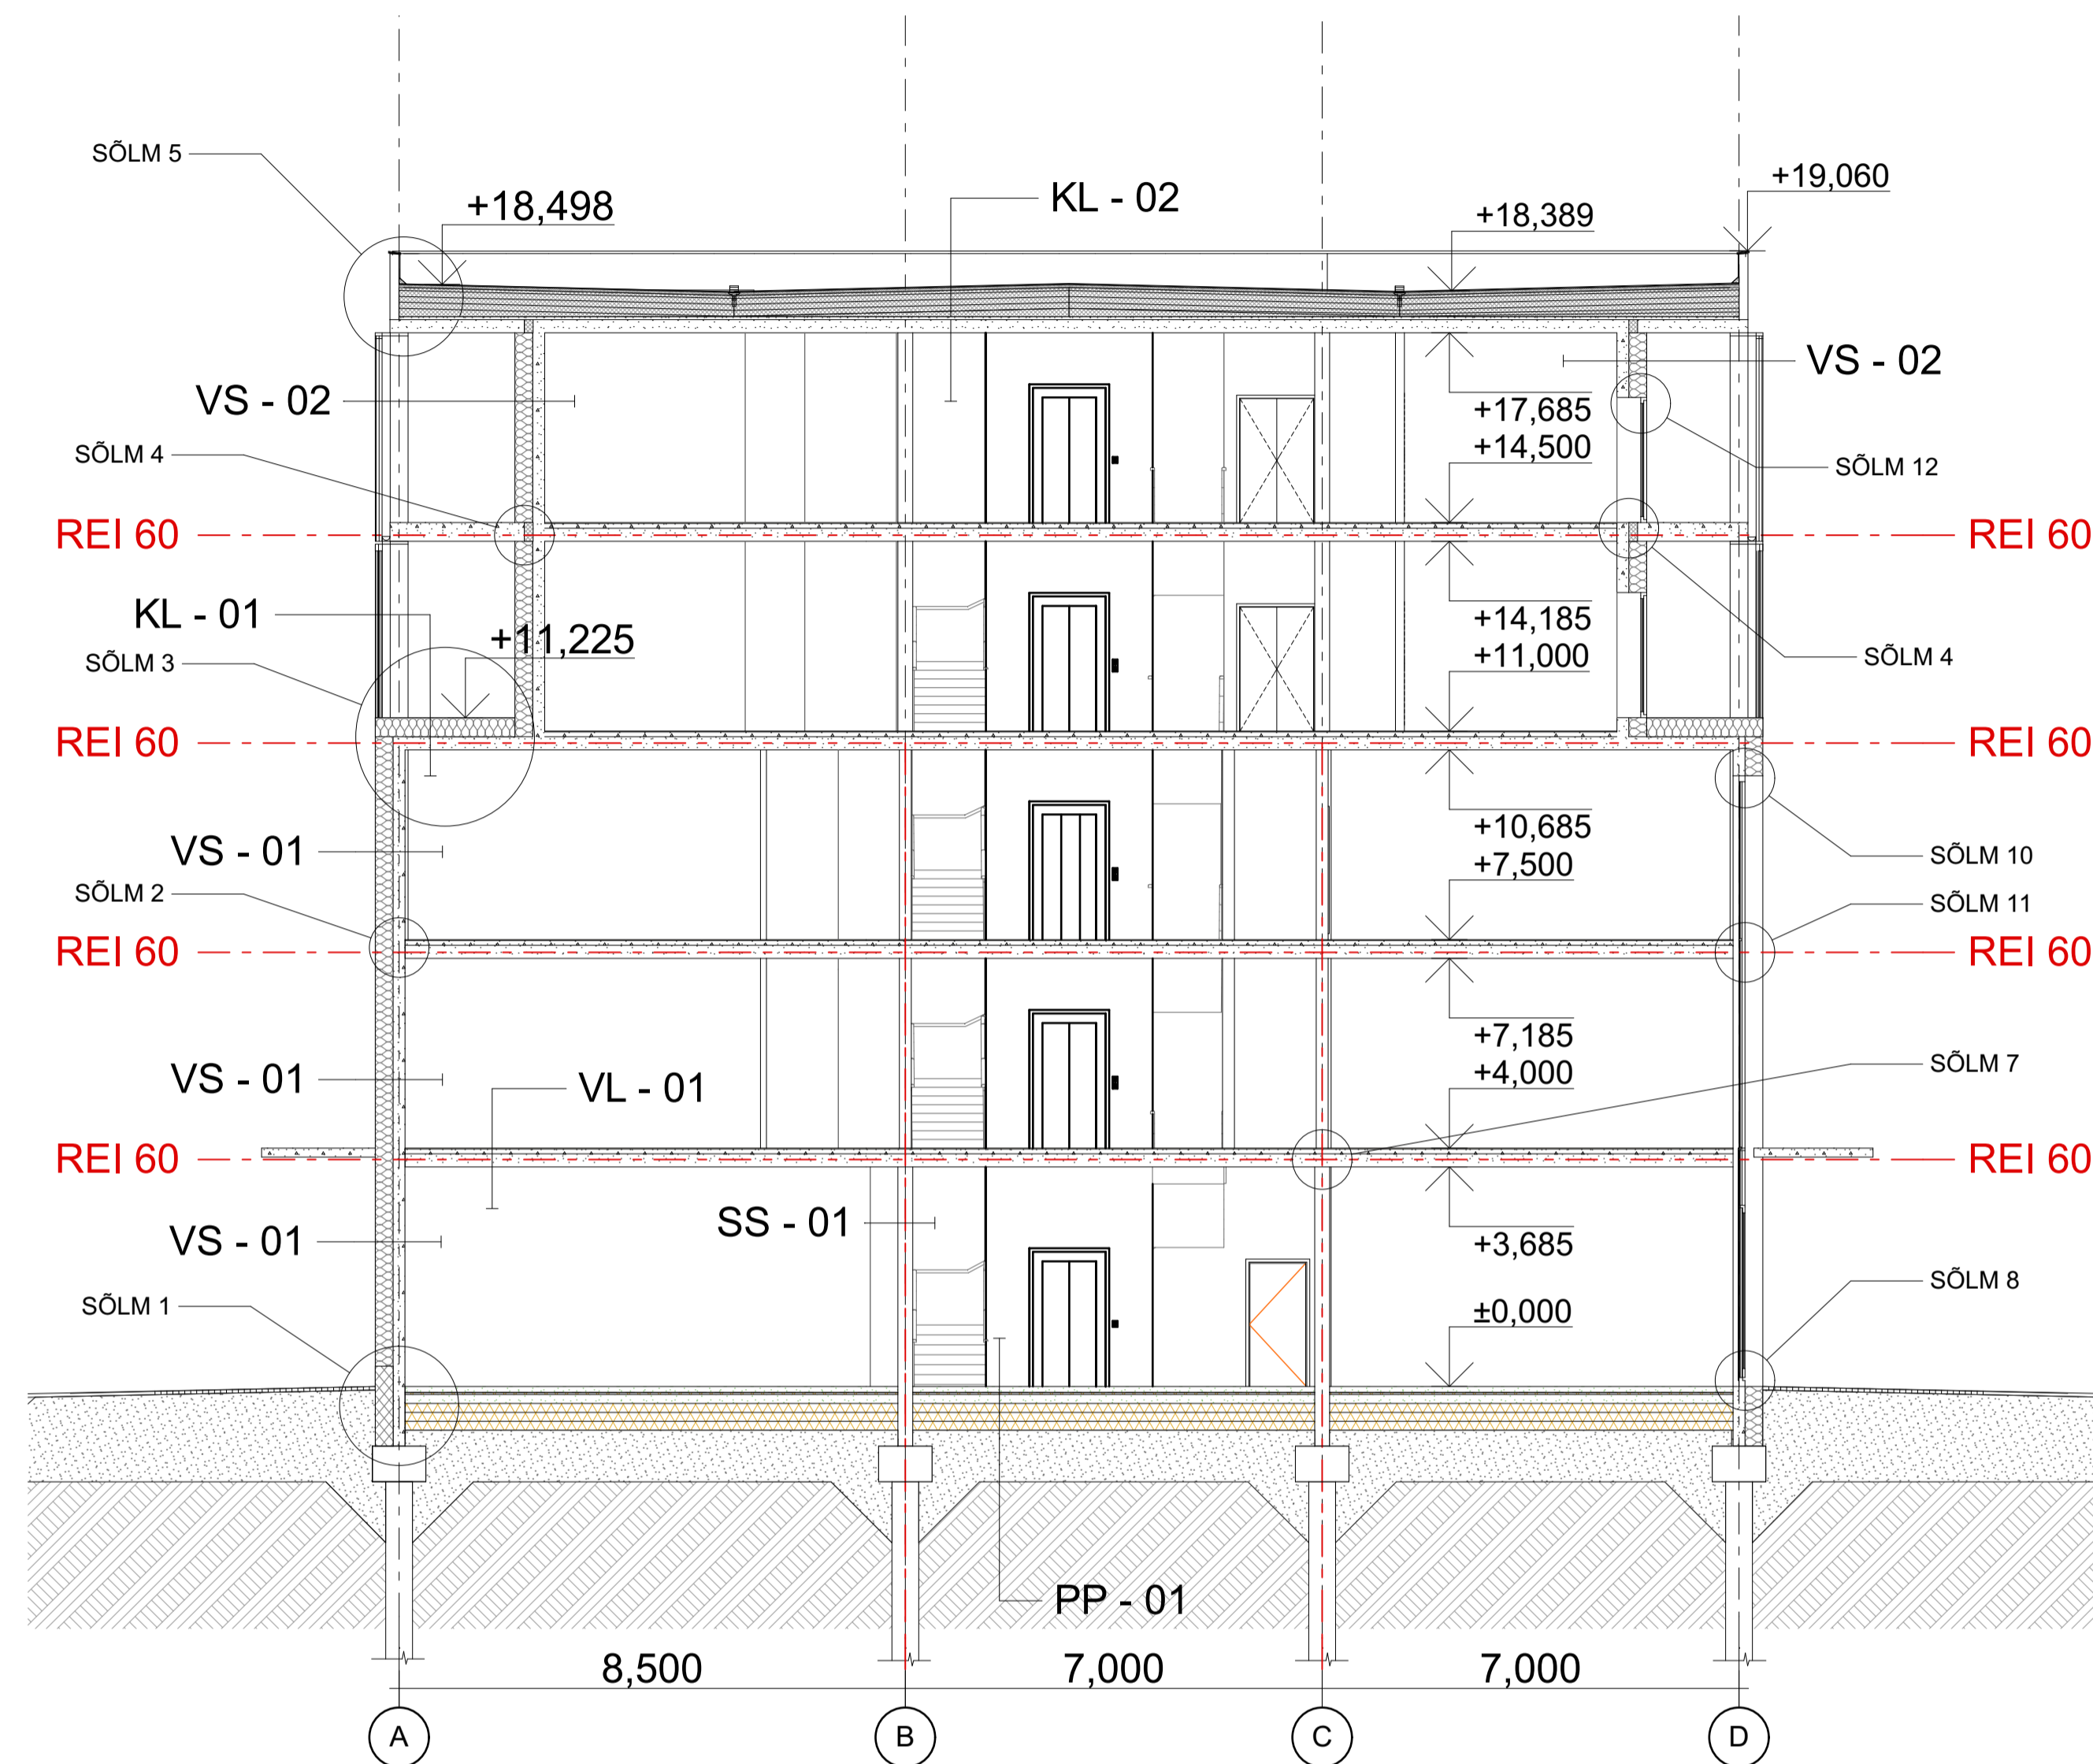 SÕLM 5
+19,060
+18,498
KL - 02
+18,389
VS - 02
VS - 02
+17,685
+14,500
SÕLM 4
SÕLM 12
REI 60
REI 60
KL - 01
+11,225
+14,185
+11,000
SÕLM 3
SÕLM 4
REI 60
REI 60
VS - 01
+10,685
+7,500
SÕLM 10
SÕLM 2
SÕLM 11
REI 60
REI 60
+7,185
+4,000
SÕLM 7
VS - 01
VL - 01
REI 60
REI 60
SS - 01
VS - 01
+3,685
SÕLM 8
SÕLM 1
±0,000
PP - 01
8,500
7,000
7,000
A
B
C
D